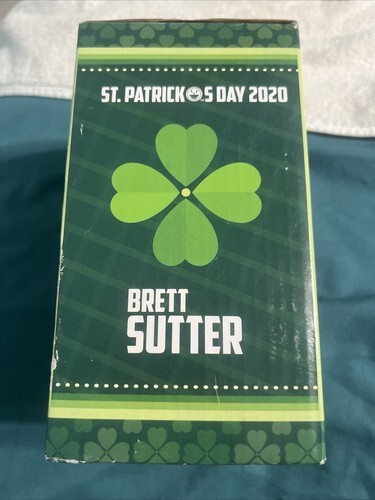 ST. PATRICK.S DAY 2020
BRETT
SUTTER